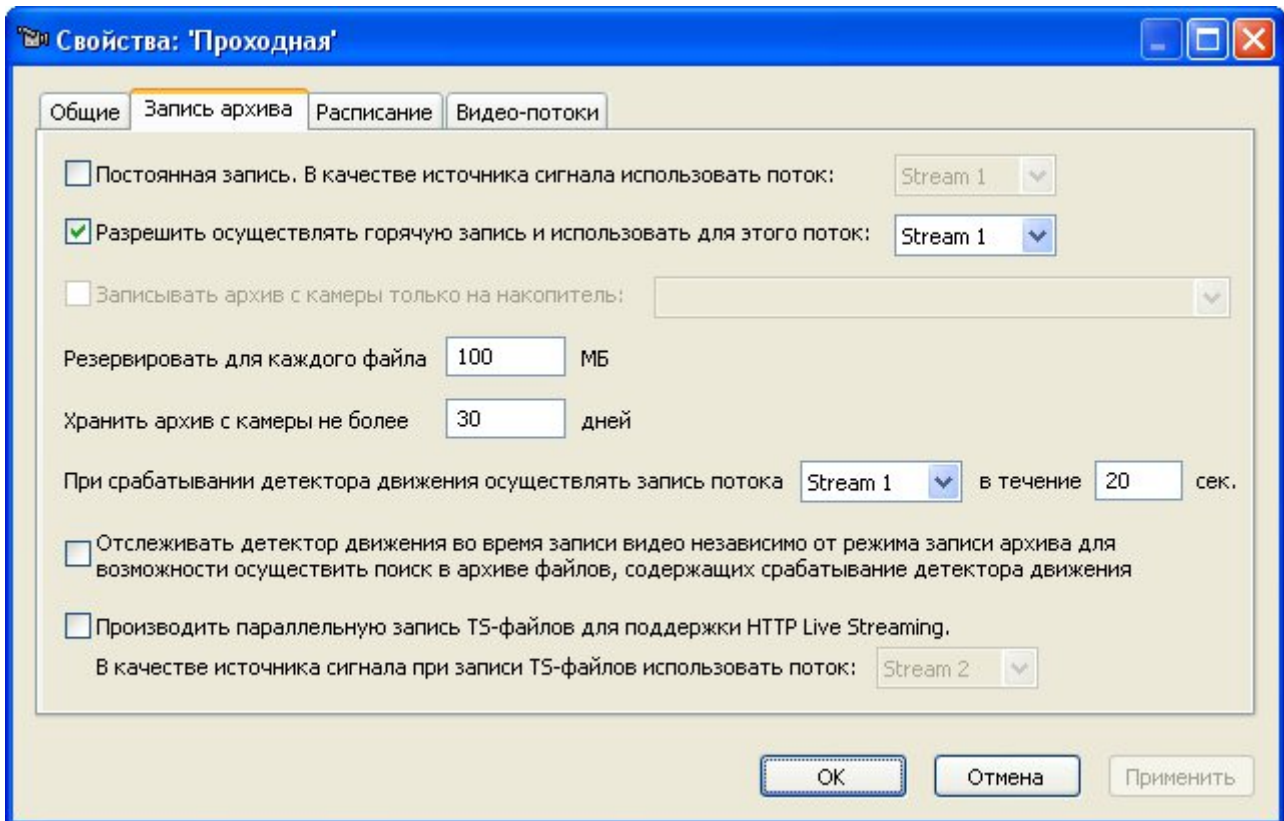 Свойства: 'Проходная'
Общие Запись архива Расписание Видео-потоки
Постоянная запись. В качестве источника сигнала использовать поток: Stream 1
Разрешить осуществлять горячую запись и использовать для этого поток: Stream 1
Записывать архив с камеры только на накопитель:
Резервировать для каждого файла 100 МБ
Хранить архив с камеры не более 30 дней
При срабатывании детектора движения осуществлять запись потока Stream 1 в течение 20 сек.
Отслеживать детектор движения во время записи видео независимо от режима записи архива для
возможности осуществить поиск в архиве файлов, содержащих срабатывание детектора движения
Производить параллельную запись TS-файлов для поддержки HTTP Live Streaming.
В качестве источника сигнала при записи TS-файлов использовать поток: Stream 2
OK Отмена Применить